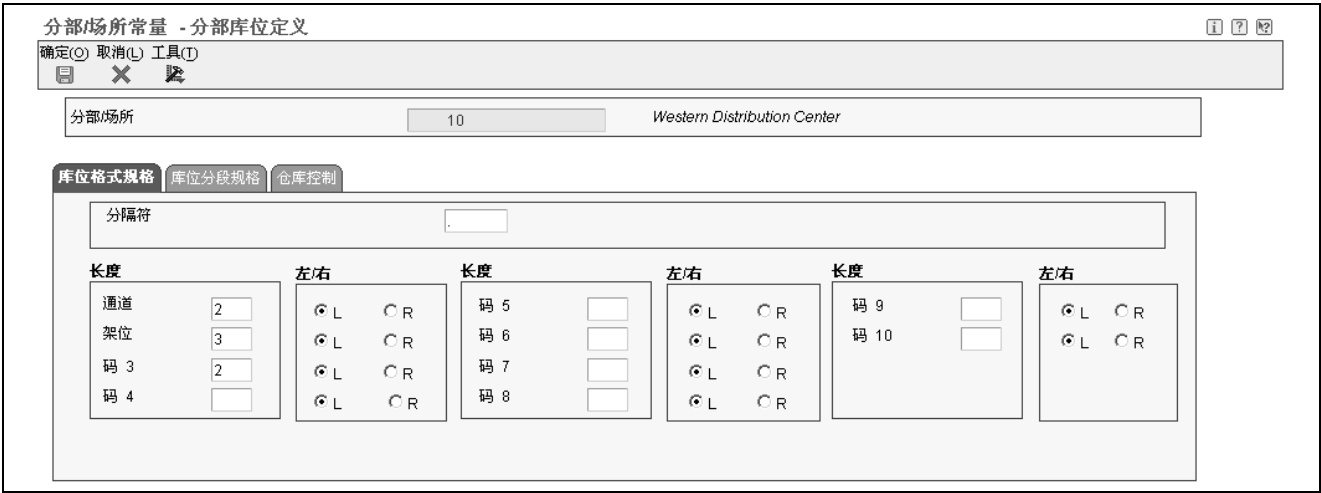 分部/场所常量 - 分部库位定义
确定(O) 取消(L) 工具(T)
分部/场所 10 Western Distribution Center
库位格式规格 库位分段规格 仓库控制
分隔符 .
长度 左/右 长度 左/右 长度 左/右
通道 2 L R 码 5 L R 码 9 L R
架位 3 L R 码 6 L R 码 10 L R
码 3 2 L R 码 7 L R
码 4 L R 码 8 L R